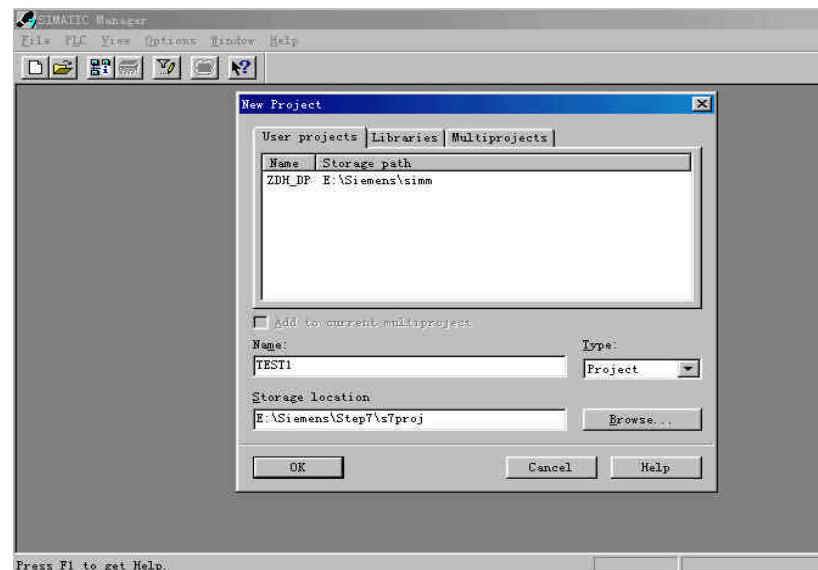 SIMATIC Manager
File PLC View Options Window Help
New Project
User projects Libraries Multiprojects
Name Storage path
ZDH_DP E:\Siemens\simm
Add to current multiproject
Name: Type:
TEST1 Project
Storage location
E:\Siemens\Step7\s7proj Browse...
OK Cancel Help
Press F1 to get Help.